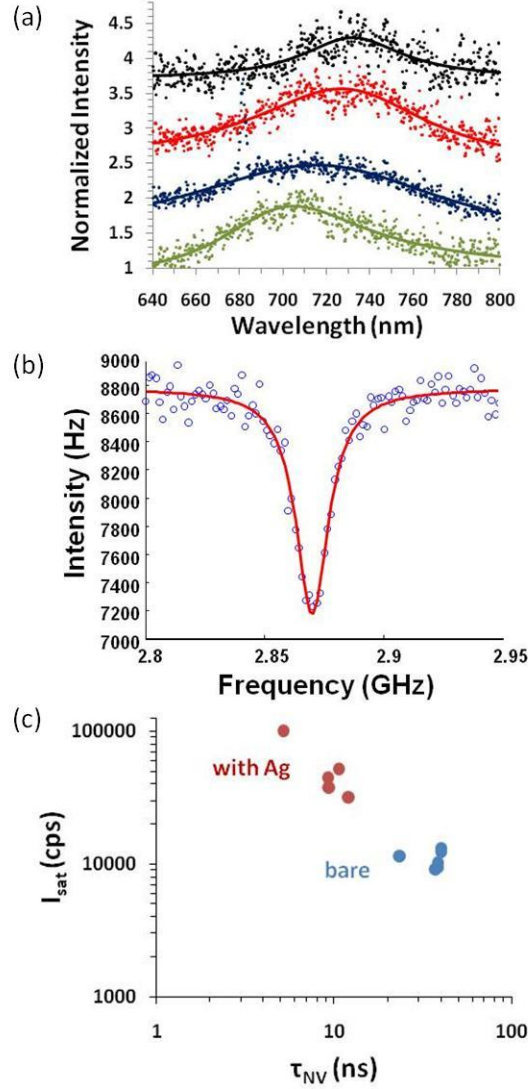 (a)
Normalized Intensity
4.5
4
3.5
3
2.5
2
1.5
1
640 660 680 700 720 740 760 780 800
Wavelength (nm)
(b)
Intensity (Hz)
9000
8800
8600
8400
8200
8000
7800
7600
7400
7200
7000
2.8 2.85 2.9 2.95
Frequency (GHz)
(c)
I_sat (cps)
100000
10000
1000
with Ag
bare
1 10 100
τ_NV (ns)